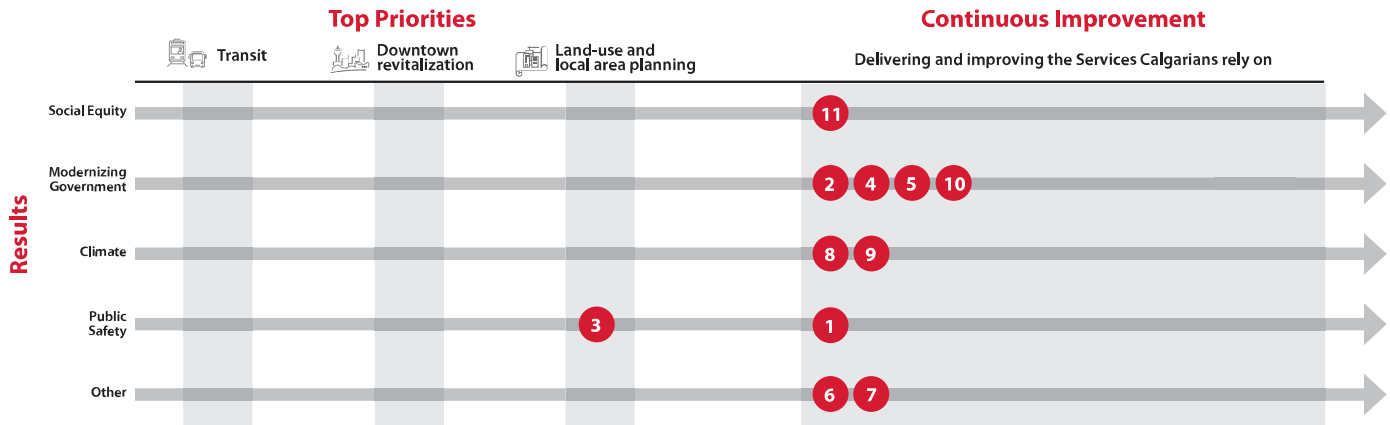 Top Priorities
Continuous Improvement
Transit
Downtown
revitalization
Land-use and
local area planning
Delivering and improving the Services Calgarians rely on
Results
Social Equity
11
Modernizing
Government
2 4 5 10
Climate
8 9
Public
Safety
3 1
Other
6 7